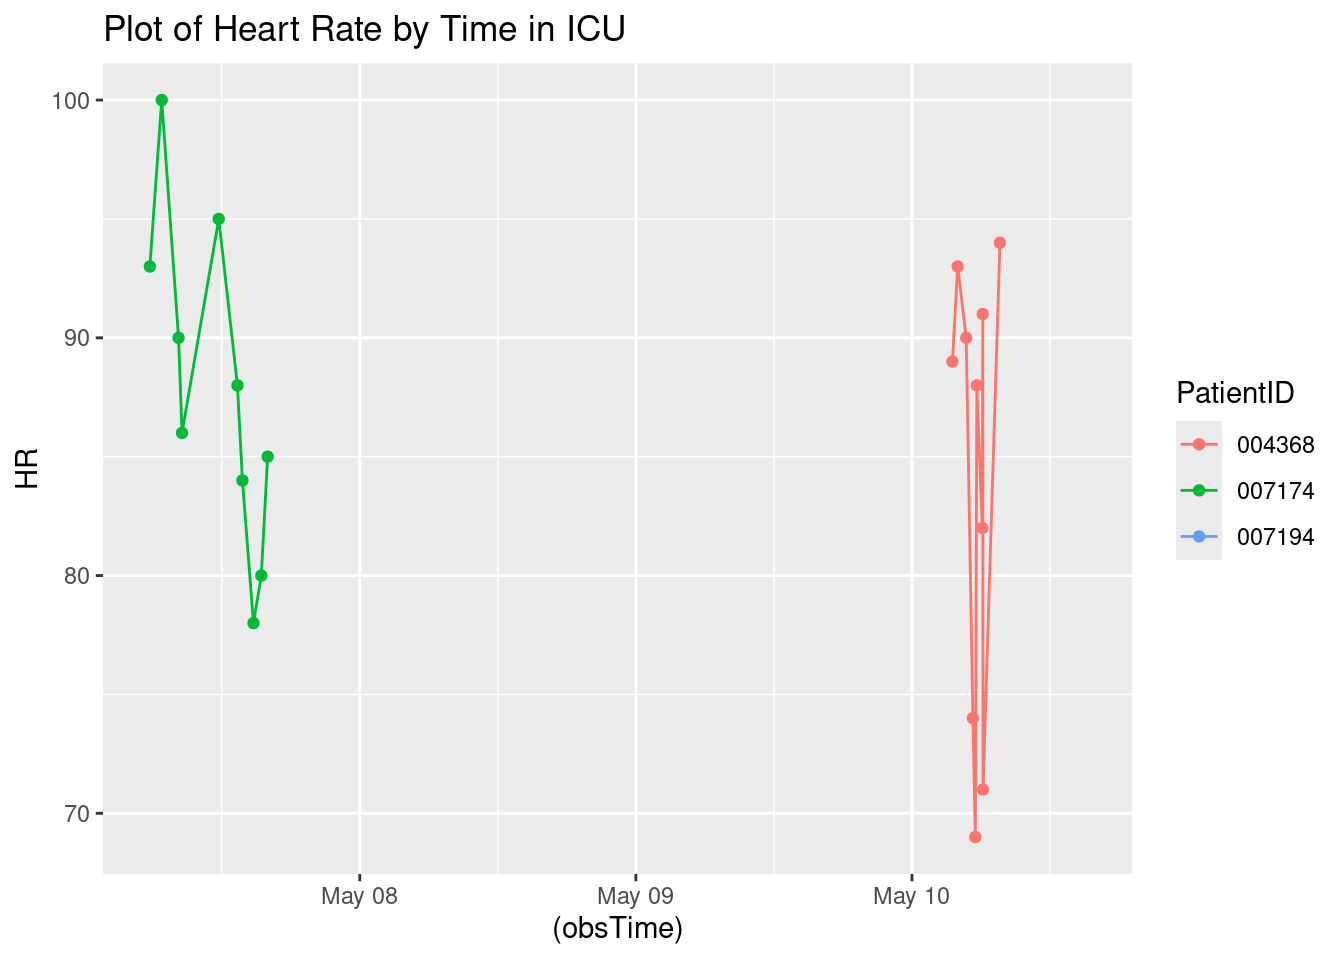 Plot of Heart Rate by Time in ICU
100
90
80
70
HR
May 08
May 09
May 10
(obsTime)
PatientID
004368
007174
007194